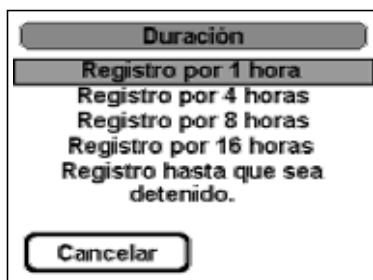 Duración
Registro por 1 hora
Registro por 4 horas
Registro por 8 horas
Registro por 16 horas
Registro hasta que sea
detenido.
Cancelar